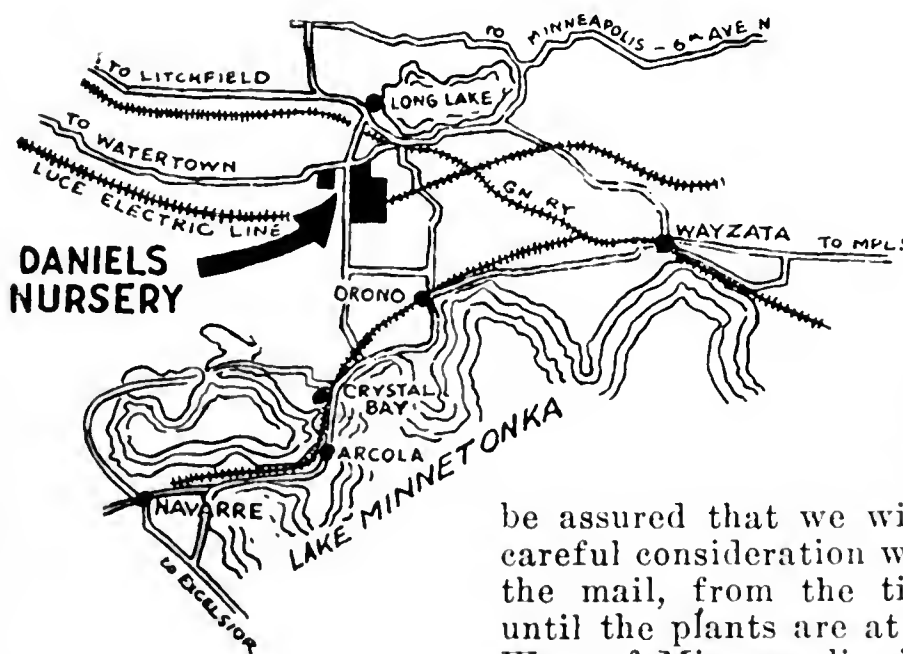 TO
MINNEAPOLIS - 6TH AVE N
TO LITCHFIELD
LONG LAKE
TO WATERTOWN
LUCE ELECTRIC LINE
GN RY
WAYZATA
TO MPLS
DANIELS
NURSERY
ORONO
CRYSTAL
BAY
ARCOLA
LAKE MINNETONKA
NAVARRE
to EXCELSIOR
be assured that we wi
careful consideration w
the mail, from the ti
until the plants are at